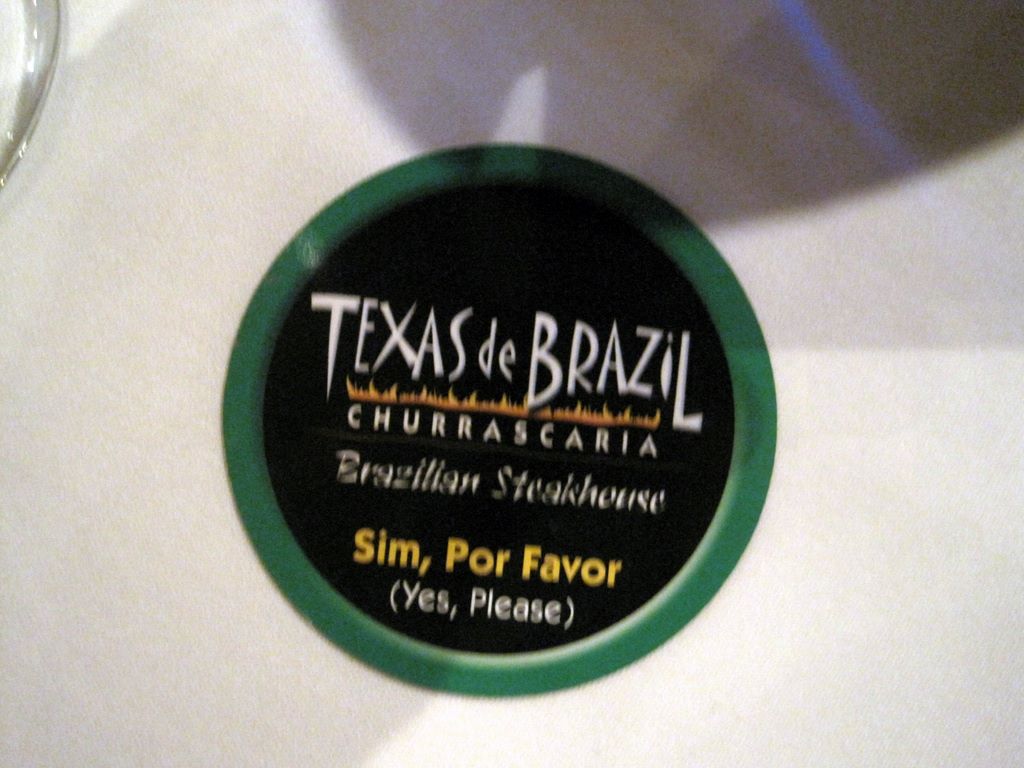 TEXAS de BRAZiL
CHURRASCARIA
Brazilian Steakhouse
Sim, Por Favor
(Yes, Please)